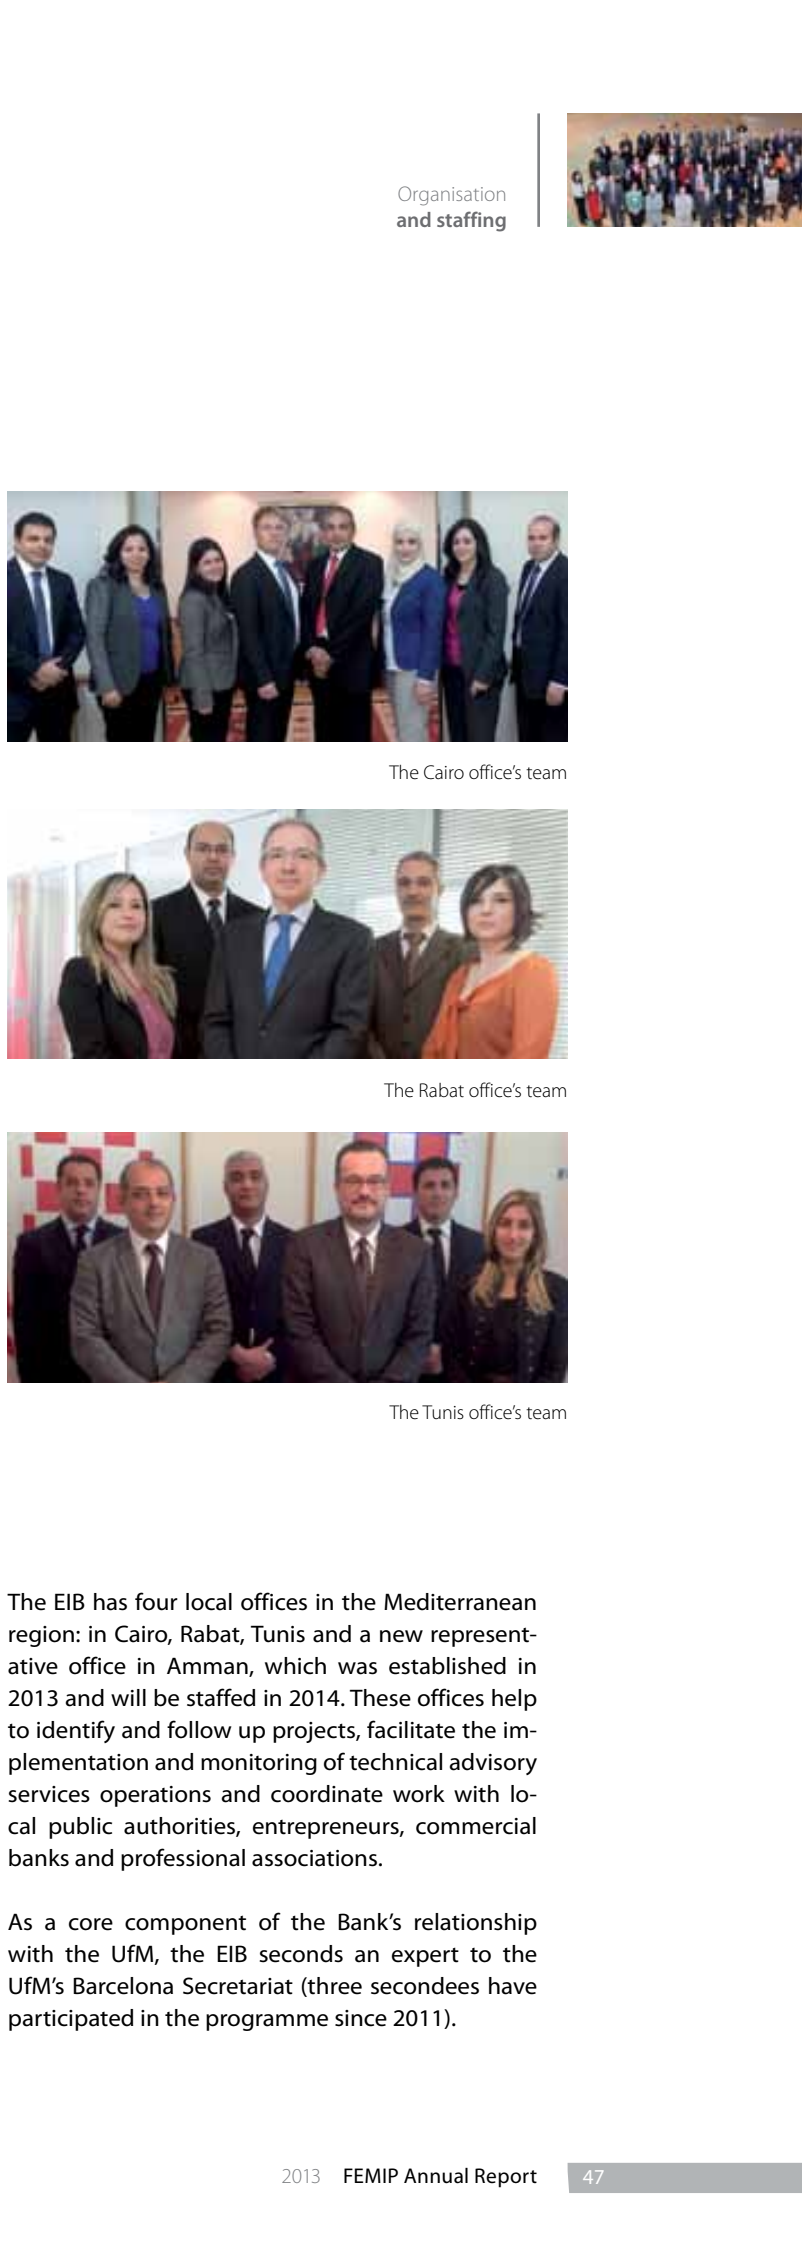 Organisation
and staffing
The Cairo office’s team
The Rabat office’s team
The Tunis office’s team
The EIB has four local offices in the Mediterranean
region: in Cairo, Rabat, Tunis and a new represent-
ative office in Amman, which was established in
2013 and will be staffed in 2014. These offices help
to identify and follow up projects, facilitate the im-
plementation and monitoring of technical advisory
services operations and coordinate work with lo-
cal public authorities, entrepreneurs, commercial
banks and professional associations.
As a core component of the Bank’s relationship
with the UfM, the EIB seconds an expert to the
UfM’s Barcelona Secretariat (three secondees have
participated in the programme since 2011).
2013 FEMIP Annual Report 47